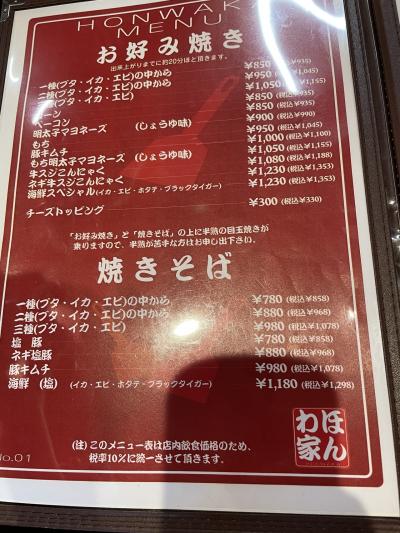 HONWAK
MENU
お好み焼き
出来上がりまでに約20分ほど頂きます。
一種(ブタ・イカ・エビ)の中から ¥850 (税込¥935)
二種(ブタ・イカ・エビ)の中から ¥950 (税込¥1,045)
(ブタ・イカ・エビ) ¥1,050 (税込¥1,155)
ーン ¥850 (税込¥935)
ーコン ¥850 (税込¥935)
明太子マヨネーズ (しょうゆ味) ¥900 (税込¥990)
もち ¥950 (税込¥1,045)
豚キムチ ¥1,000 (税込¥1,100)
もち明太子マヨネーズ (しょうゆ味) ¥1,050 (税込¥1,155)
牛スジこんにゃく ¥1,080 (税込¥1,188)
ネギ牛スジこんにゃく ¥1,230 (税込¥1,353)
海鮮スペシャル(イカ・エビ・ホタテ・ブラックタイガー) ¥1,230 (税込¥1,353)
チーズトッピング ¥300 (税込¥330)
「お好み焼き」と「焼きそば」の上に半熟の目玉焼きが
乗りますので、半熟が苦手な方はお申し出下さい。
焼きそば
一種(ブタ・イカ・エビ)の中から ¥780 (税込¥858)
二種(ブタ・イカ・エビ)の中から ¥880 (税込¥968)
三種(ブタ・イカ・エビ) ¥980 (税込¥1,078)
塩 豚 ¥780 (税込¥858)
ネギ塩豚 ¥880 (税込¥968)
豚キムチ ¥980 (税込¥1,078)
海鮮 (塩) (イカ・エビ・ホタテ・ブラックタイガー) ¥1,180 (税込¥1,298)
ほんわ家
(注)このメニュー表は店内飲食価格のため、
税率10%に統一させて頂きます。
No.01